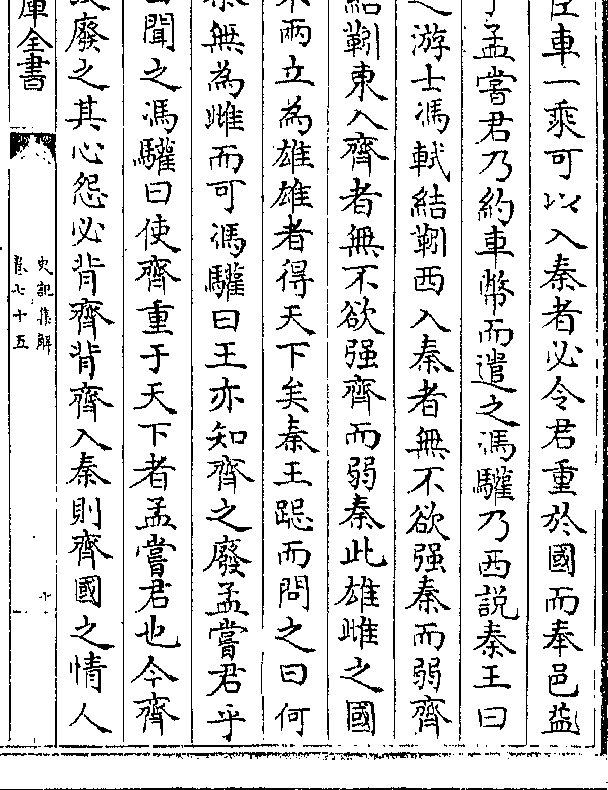 臣車一乘可以入秦者必令君重於國而奉邑益
孟嘗君乃約車幣而遣之馮驩乃西説秦王曰
之游士馮軾結靷西入秦者無不欲强秦而弱齊
結靷東入齊者無不欲强齊而弱秦此雄雌之國
兩立為雄雄者得天下矣秦王跽而問之曰何
無為雌而可馮驩曰王亦知齊之廢孟嘗君乎
聞之馮驩曰使齊重于天下者孟嘗君也今齊
廢之其心怨必背齊背齊入秦則齊國之情人
庫全書
史記集解
卷七十五